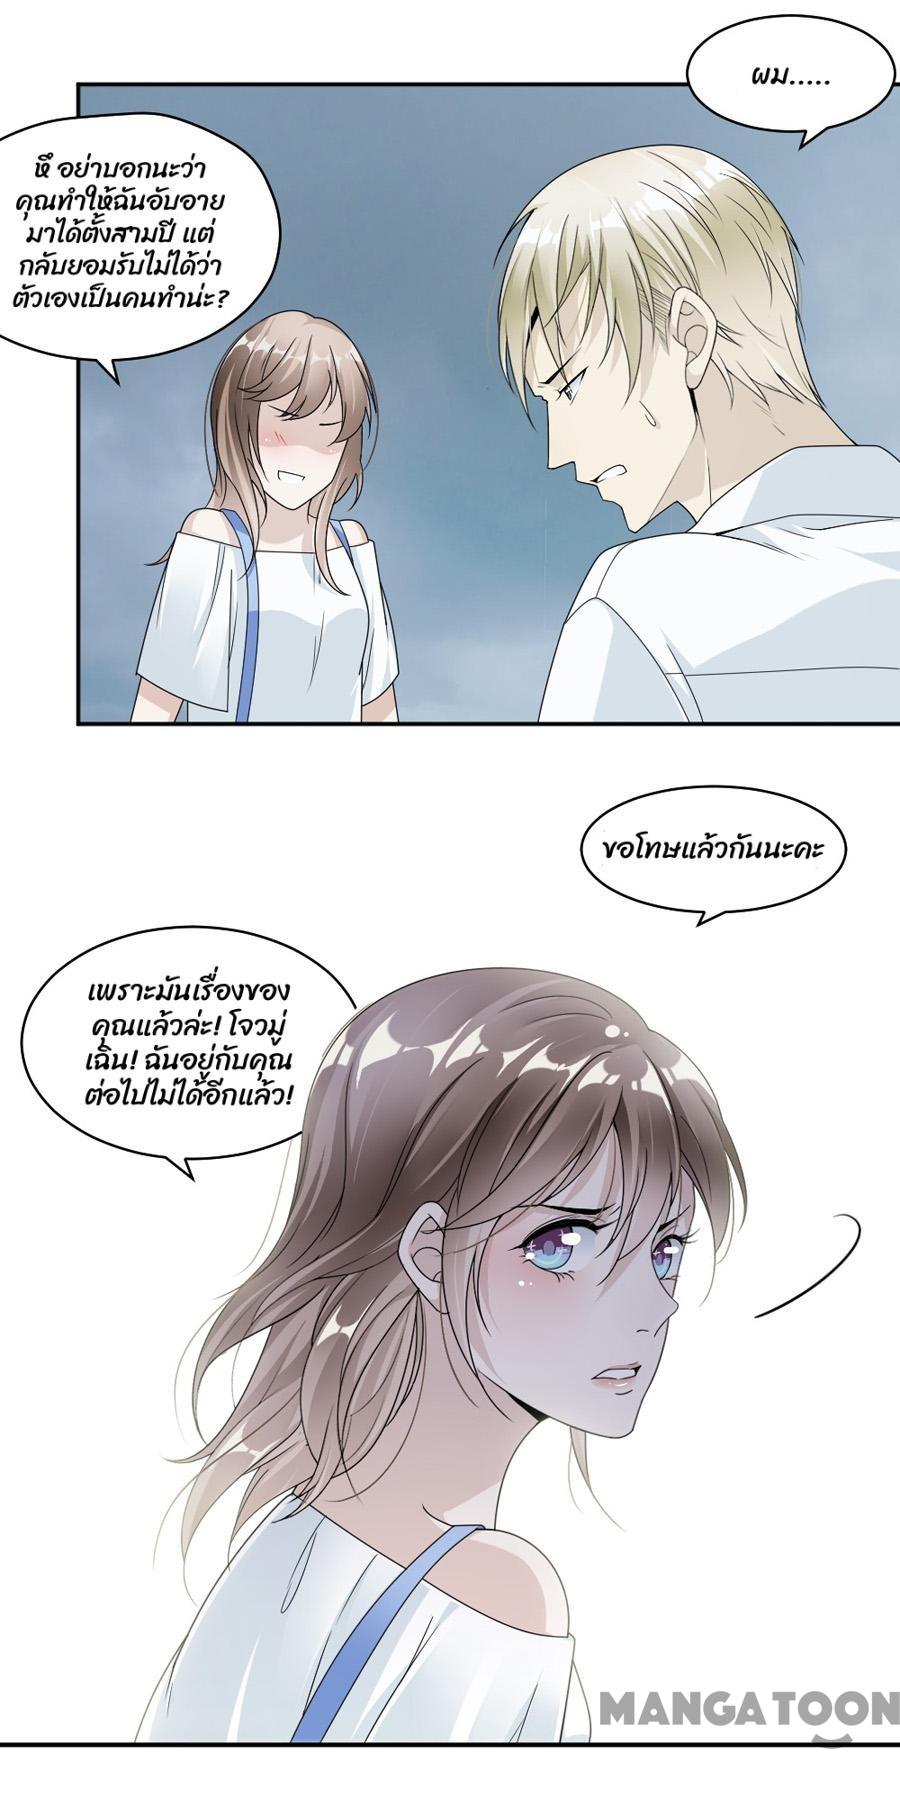 ผม.....
หึ อย่าบอกนะว่า
คุณทำให้ฉันอับอาย
มาได้ตั้งสามปี แต่
กลับยอมรับไม่ได้ว่า
ตัวเองเป็นคนทำน่ะ?
ขอโทษแล้วกันนะคะ
เพราะมันเรื่องของ
คุณแล้วล่ะ! โจวมู่
เฉิน! ฉันอยู่กับคุณ
ต่อไปไม่ได้อีกแล้ว!
MANGATOON